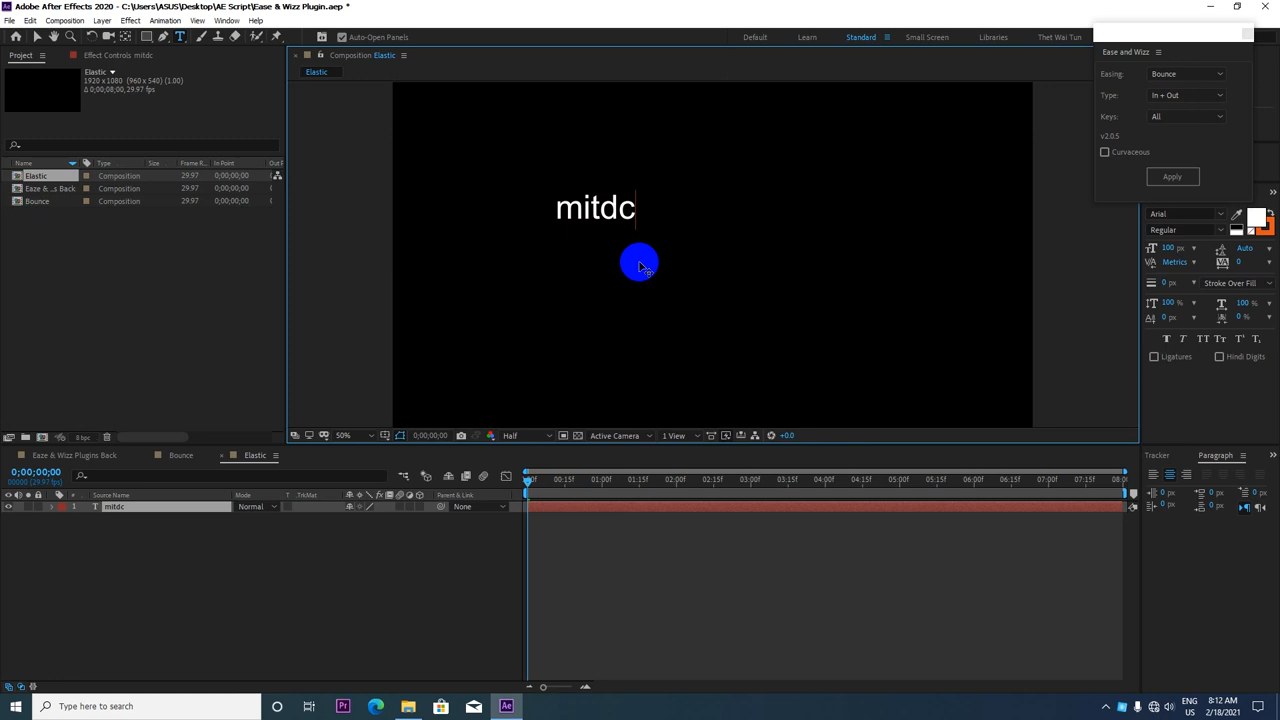 Adobe After Effects 2020 - C:\Users\ASUS\Desktop\AE Script\Ease & Wizz Plugin.aep *
File Edit Composition Layer Effect Animation View Window Help
Auto-Open Panels Default Learn Standard Small Screen Libraries Thet Wai Tun
Project Effect Controls mitdc
Elastic
1920 x 1080 (960 x 540) (1.00)
Δ 0;00;08;00, 29.97 fps
Name Type Size Frame R... In Point Out P
Elastic Composition 29.97 0;00;00;00
Eaze & ...s Back Composition 29.97 0;00;00;00
Bounce Composition 29.97 0;00;00;00
8 bpc
Composition Elastic
Elastic
mitdc
50% 0;00;00;00 Half Active Camera 1 View +0.0
Ease and Wizz
Easing: Bounce
Type: In + Out
Keys: All
v2.0.5
Curvaceous
Apply
Arial
Regular
100 px Auto
Metrics 0
0 px Stroke Over Fill
100 % 100 %
0 px 0 %
T T TT Tт T¹ T₁
Ligatures Hindi Digits
Tracker Paragraph
0 px 0 px 0 px
0 px 0 px
Eaze & Wizz Plugins Back Bounce Elastic
0;00;00;00
00000 (29.97 fps)
# Source Name Mode T TrkMat Parent & Link
1 T mitdc Normal None
00:15f 01:00f 01:15f 02:00f 02:15f 03:00f 03:15f 04:00f 04:15f 05:00f 05:15f 06:00f 06:15f 07:00f 07:15f 08:00
Type here to search
Pr Ae
ENG
US
8:12 AM
2/18/2021